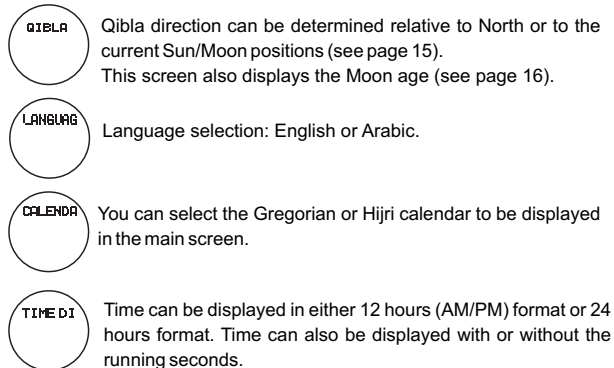 QIBLA
Qibla direction can be determined relative to North or to the
current Sun/Moon positions (see page 15).
This screen also displays the Moon age (see page 16).
LANGUAG
Language selection: English or Arabic.
CALENDA
You can select the Gregorian or Hijri calendar to be displayed
in the main screen.
TIME DI
Time can be displayed in either 12 hours (AM/PM) format or 24
hours format. Time can also be displayed with or without the
running seconds.